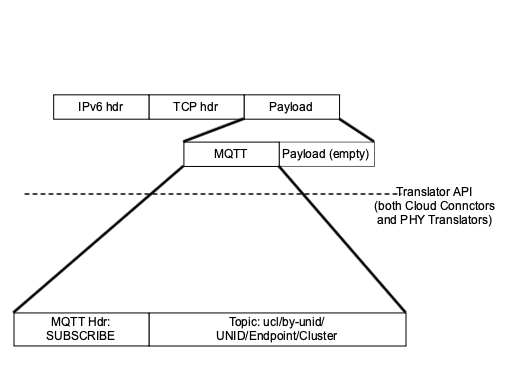 IPv6 hdr
TCP hdr
Payload
MQTT
Payload (empty)
Translator API
(both Cloud Connctors
and PHY Translators)
MQTT Hdr:
SUBSCRIBE
Topic: ucl/by-unid/
UNID/Endpoint/Cluster